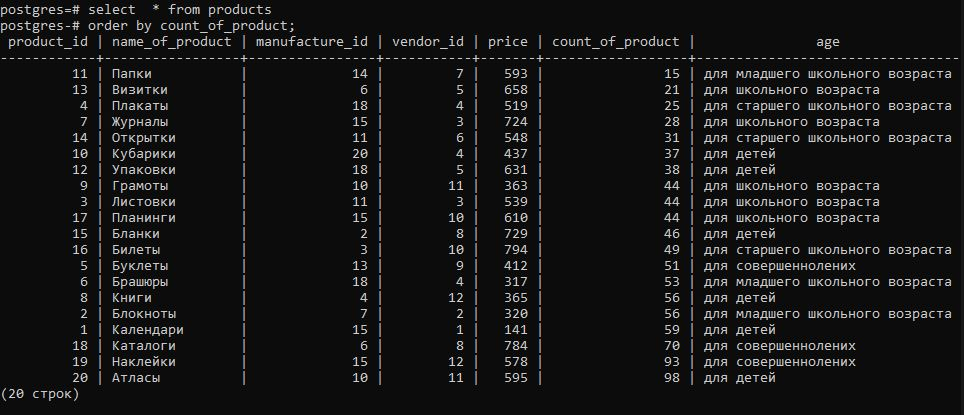 postgres=# select  * from products
postgres-# order by count_of_product;
 product_id | name_of_product | manufacture_id | vendor_id | price | count_of_product |               age
------------+-----------------+----------------+-----------+-------+------------------+---------------------------------
         11 | Папки           |             14 |         7 |   593 |               15 | для младшего школьного возраста
         13 | Визитки         |              6 |         5 |   658 |               21 | для школьного возраста
          4 | Плакаты         |             18 |         4 |   519 |               25 | для старшего школьного возраста
          7 | Журналы         |             15 |         3 |   724 |               28 | для школьного возраста
         14 | Открытки        |             11 |         6 |   548 |               31 | для старшего школьного возраста
         10 | Кубарики        |             20 |         4 |   437 |               37 | для детей
         12 | Упаковки        |             18 |         5 |   631 |               38 | для детей
          9 | Грамоты         |             10 |        11 |   363 |               44 | для школьного возраста
          3 | Листовки        |             11 |         3 |   539 |               44 | для школьного возраста
         17 | Планинги        |             15 |        10 |   610 |               44 | для школьного возраста
         15 | Бланки          |              2 |         8 |   729 |               46 | для детей
         16 | Билеты          |              3 |        10 |   794 |               49 | для старшего школьного возраста
          5 | Буклеты         |             13 |         9 |   412 |               51 | для совершеннолених
          6 | Брашюры         |             18 |         4 |   317 |               53 | для младшего школьного возраста
          8 | Книги           |              4 |        12 |   365 |               56 | для детей
          2 | Блокноты        |              7 |         2 |   320 |               56 | для младшего школьного возраста
          1 | Календари       |             15 |         1 |   141 |               59 | для детей
         18 | Каталоги        |              6 |         8 |   784 |               70 | для совершеннолених
         19 | Наклейки        |             15 |        12 |   578 |               93 | для совершеннолених
         20 | Атласы          |             10 |        11 |   595 |               98 | для детей
(20 строк)